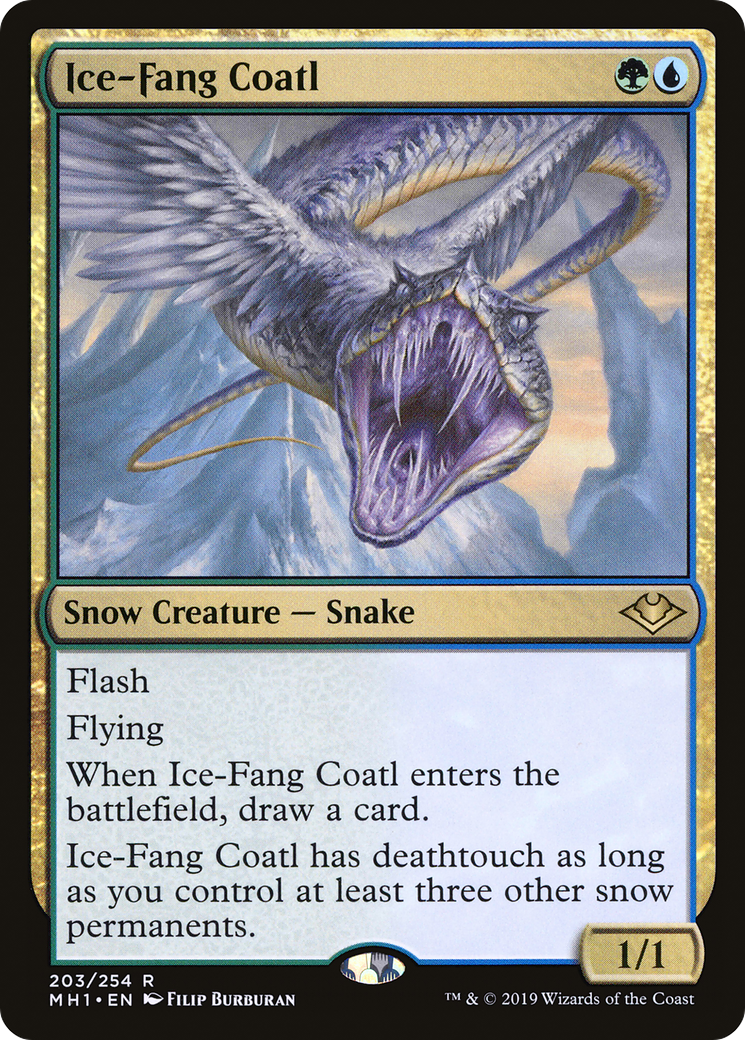 Ice-Fang Coatl
Snow Creature — Snake
Flash
Flying
When Ice-Fang Coatl enters the
battlefield, draw a card.
Ice-Fang Coatl has deathtouch as long
as you control at least three other snow
permanents.
1/1
203/254 R
MH1 • EN Filip Burburan
™ & © 2019 Wizards of the Coast